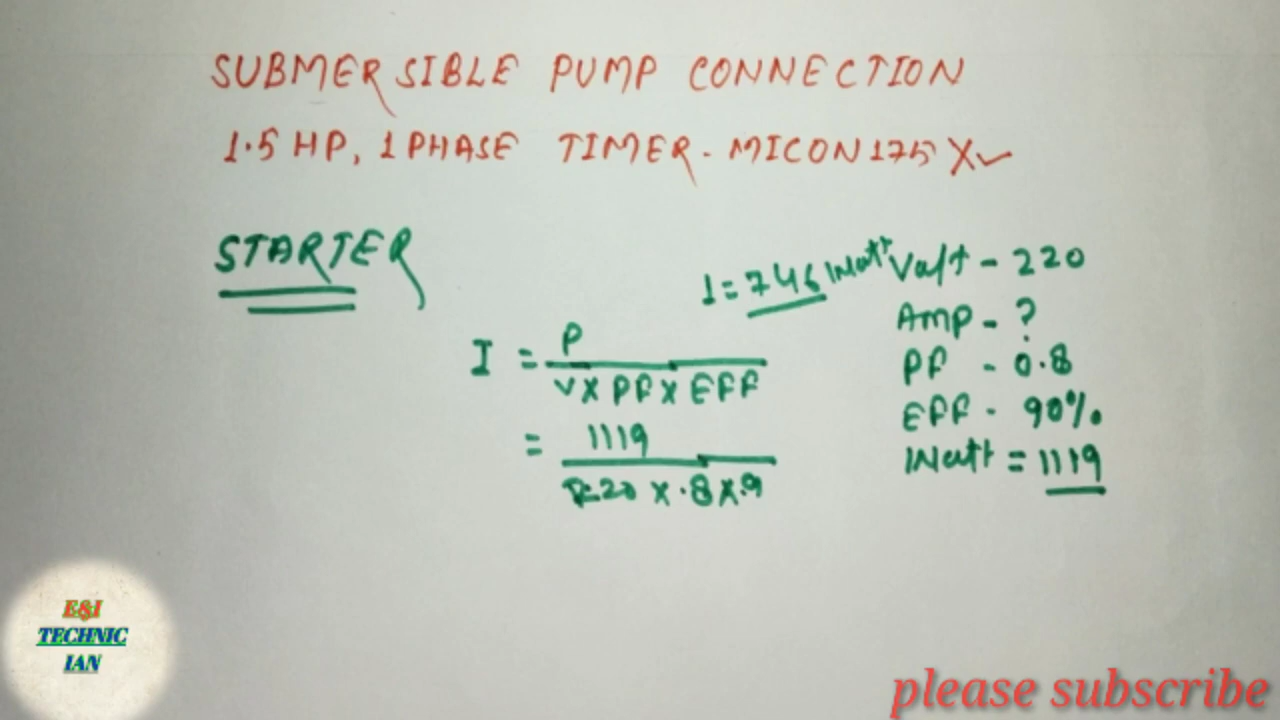 SUBMERSIBLE PUMP CONNECTION
1.5 HP, 1 PHASE TIMER - MICON 175 X✓
STARTER
1 = 746 Watt
Volt - 220
Amp - ?
PF - 0.8
EFF - 90%
Watt = 1119
I = P
V X PF X EFF
= 1119
220 X .8 X .9
E&I
TECHNIC
IAN
please subscribe